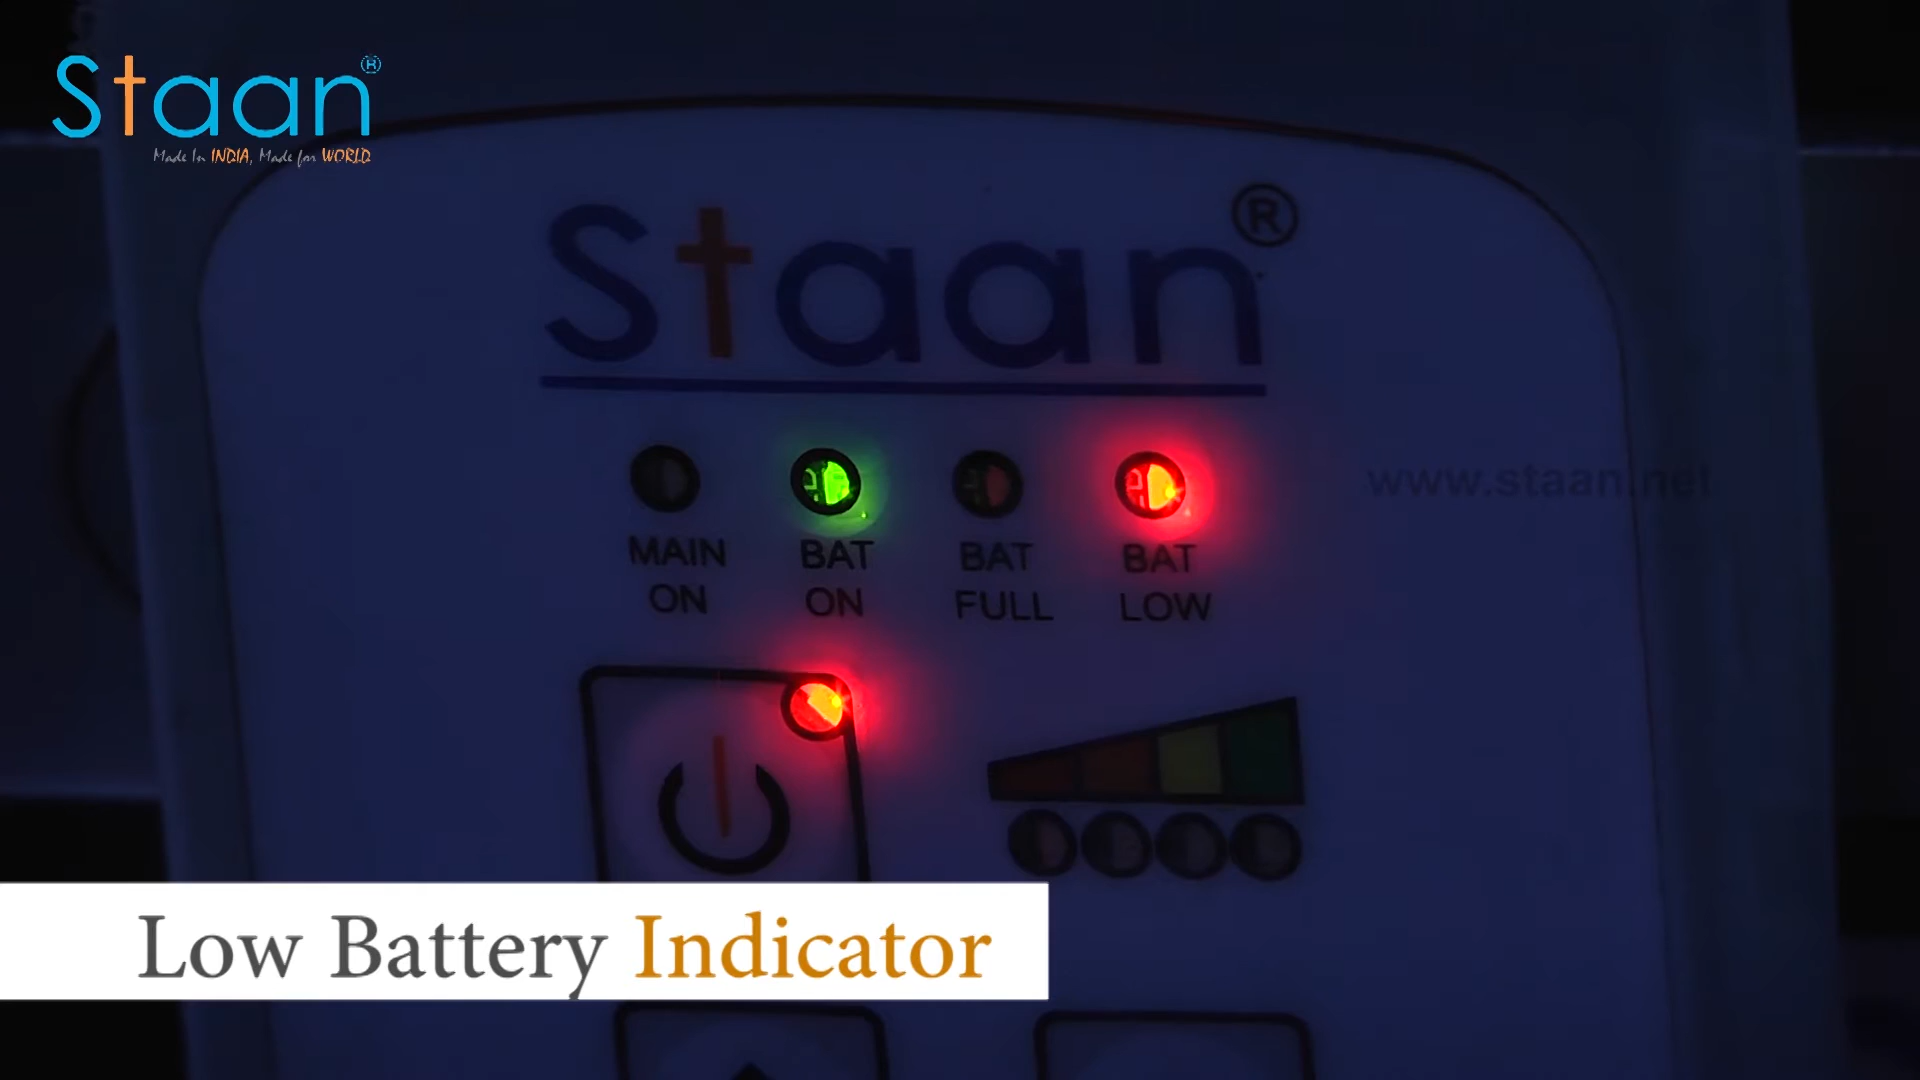 Staan®
Made In INDIA, Made for WORLD
Staan®
www.staan.net
MAIN ON
BAT ON
BAT FULL
BAT LOW
Low Battery Indicator